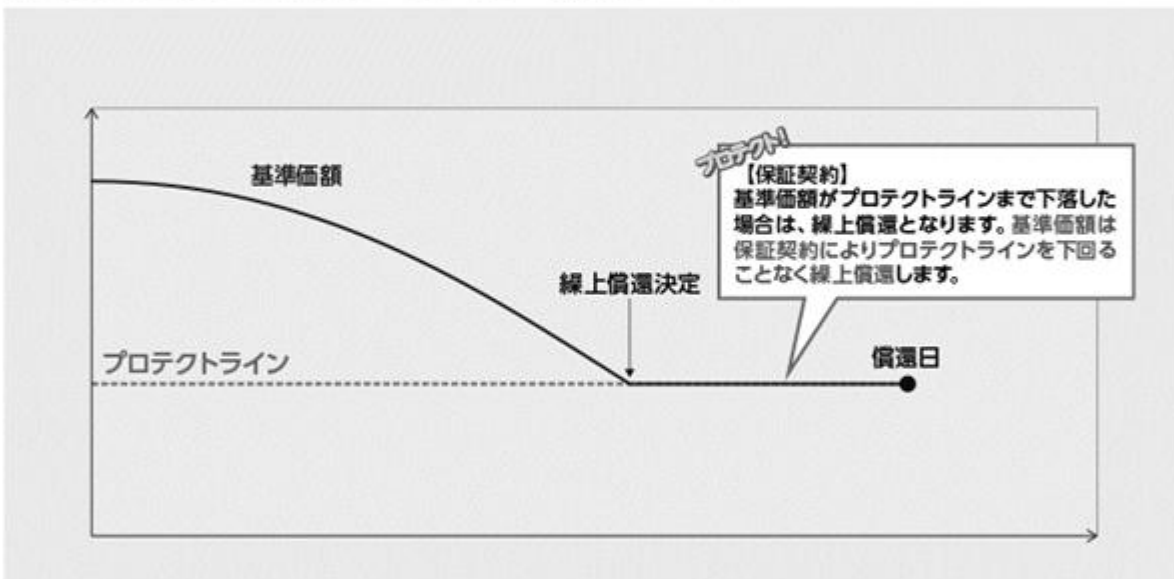 プロテクト!
【保証契約】
基準価額がプロテクトラインまで下落した
場合は、繰上償還となります。基準価額は
保証契約によりプロテクトラインを下回る
ことなく繰上償還します。
基準価額
繰上償還決定
プロテクトライン
償還日